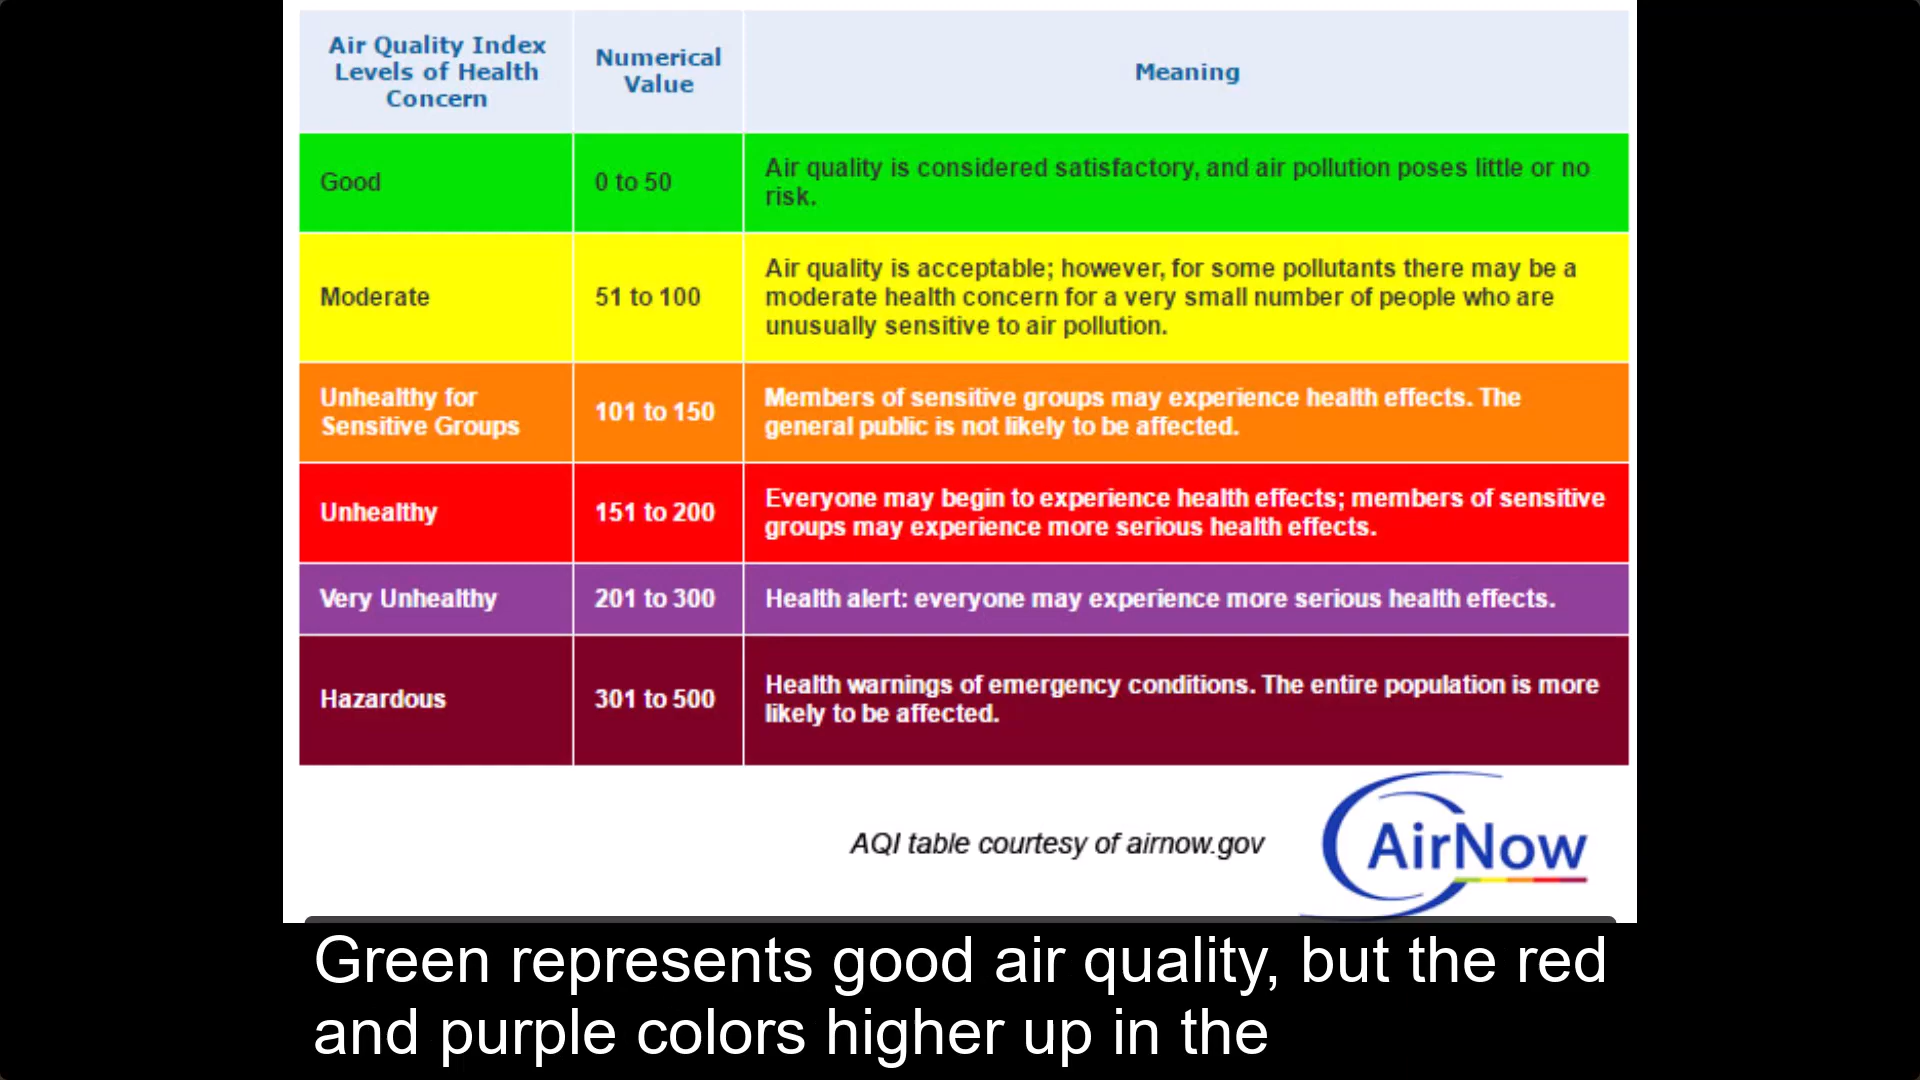 Air Quality Index
Levels of Health
Concern
Numerical
Value
Meaning
Good
0 to 50
Air quality is considered satisfactory, and air pollution poses little or no
risk.
Moderate
51 to 100
Air quality is acceptable; however, for some pollutants there may be a
moderate health concern for a very small number of people who are
unusually sensitive to air pollution.
Unhealthy for
Sensitive Groups
101 to 150
Members of sensitive groups may experience health effects. The
general public is not likely to be affected.
Unhealthy
151 to 200
Everyone may begin to experience health effects; members of sensitive
groups may experience more serious health effects.
Very Unhealthy
201 to 300
Health alert: everyone may experience more serious health effects.
Hazardous
301 to 500
Health warnings of emergency conditions. The entire population is more
likely to be affected.
AQI table courtesy of airnow.gov
AirNow
Green represents good air quality, but the red
and purple colors higher up in the